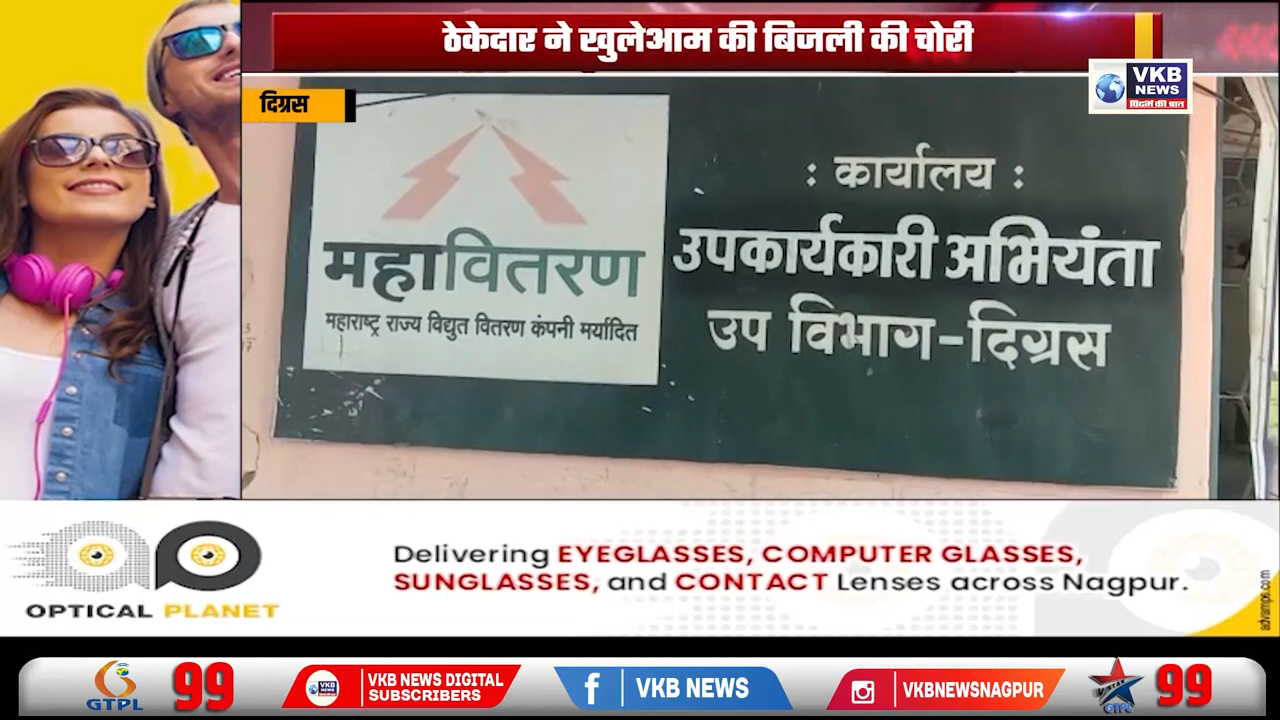 ठेकेदार ने खुलेआम की बिजली की चोरी
VKB
NEWS
विदर्भ की बात
दिग्रस
: कार्यालय :
महावितरण
महाराष्ट्र राज्य विद्युत वितरण कंपनी मर्यादित
उपकार्यकारी अभियंता
उप विभाग-दिग्रस
Delivering EYEGLASSES, COMPUTER GLASSES,
SUNGLASSES, and CONTACT Lenses across Nagpur.
OPTICAL PLANET
advamps.com
GTPL
99
VKB NEWS DIGITAL
SUBSCRIBERS
VKB NEWS
VKBNEWSNAGPUR
V STAR
GTPL
99